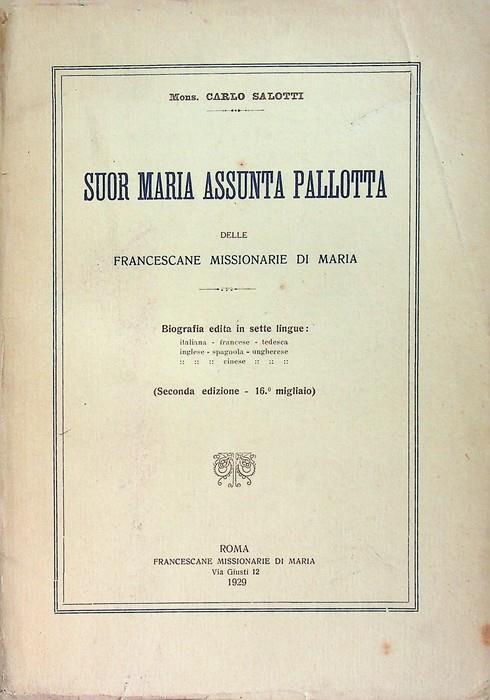 Mons. CARLO SALOTTI
SUOR MARIA ASSUNTA PALLOTTA
DELLE
FRANCESCANE MISSIONARIE DI MARIA
Biografia edita in sette lingue:
italiana - francese - tedesca
inglese - spagnola - ungherese
:: :: :: cinese :: :: ::
(Seconda edizione - 16.º migliaio)
ROMA
FRANCESCANE MISSIONARIE DI MARIA
Via Giusti 12
1929